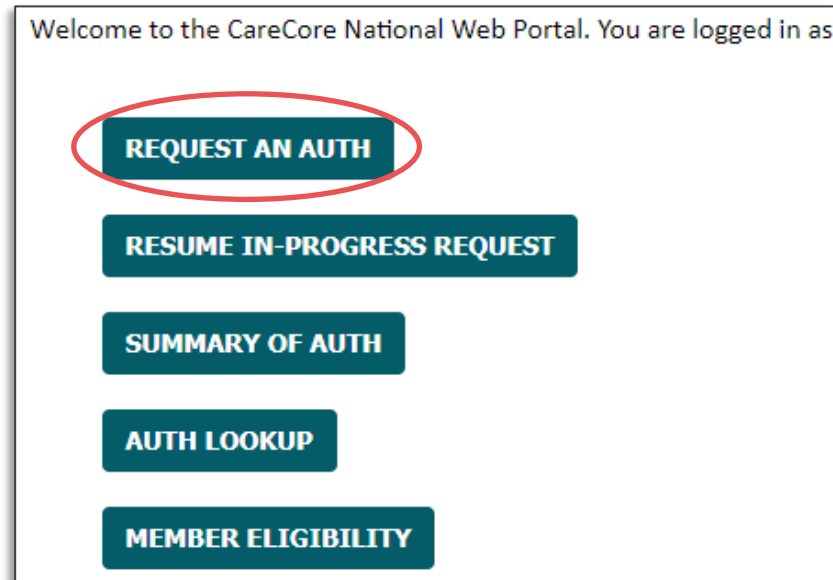 Welcome to the CareCore National Web Portal. You are logged in as
REQUEST AN AUTH
RESUME IN-PROGRESS REQUEST
SUMMARY OF AUTH
AUTH LOOKUP
MEMBER ELIGIBILITY